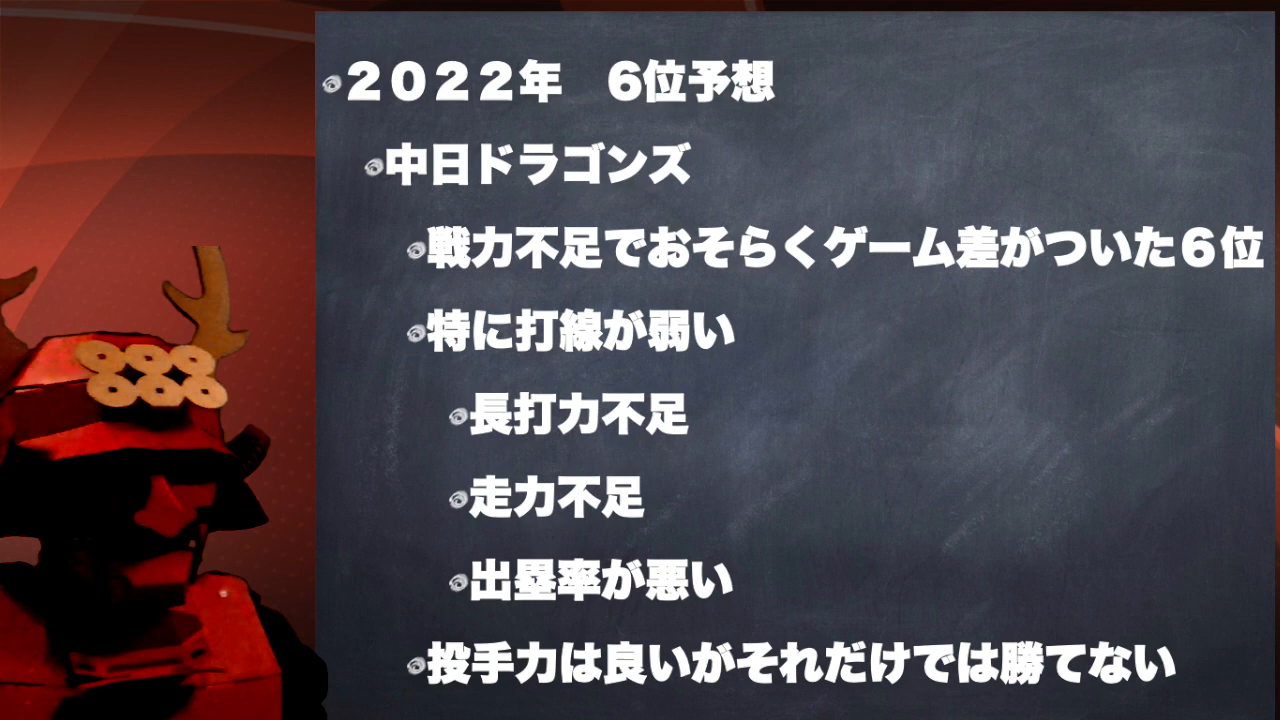 ２０２２年　６位予想
中日ドラゴンズ
戦力不足でおそらくゲーム差がついた６位
特に打線が弱い
長打力不足
走力不足
出塁率が悪い
投手力は良いがそれだけでは勝てない